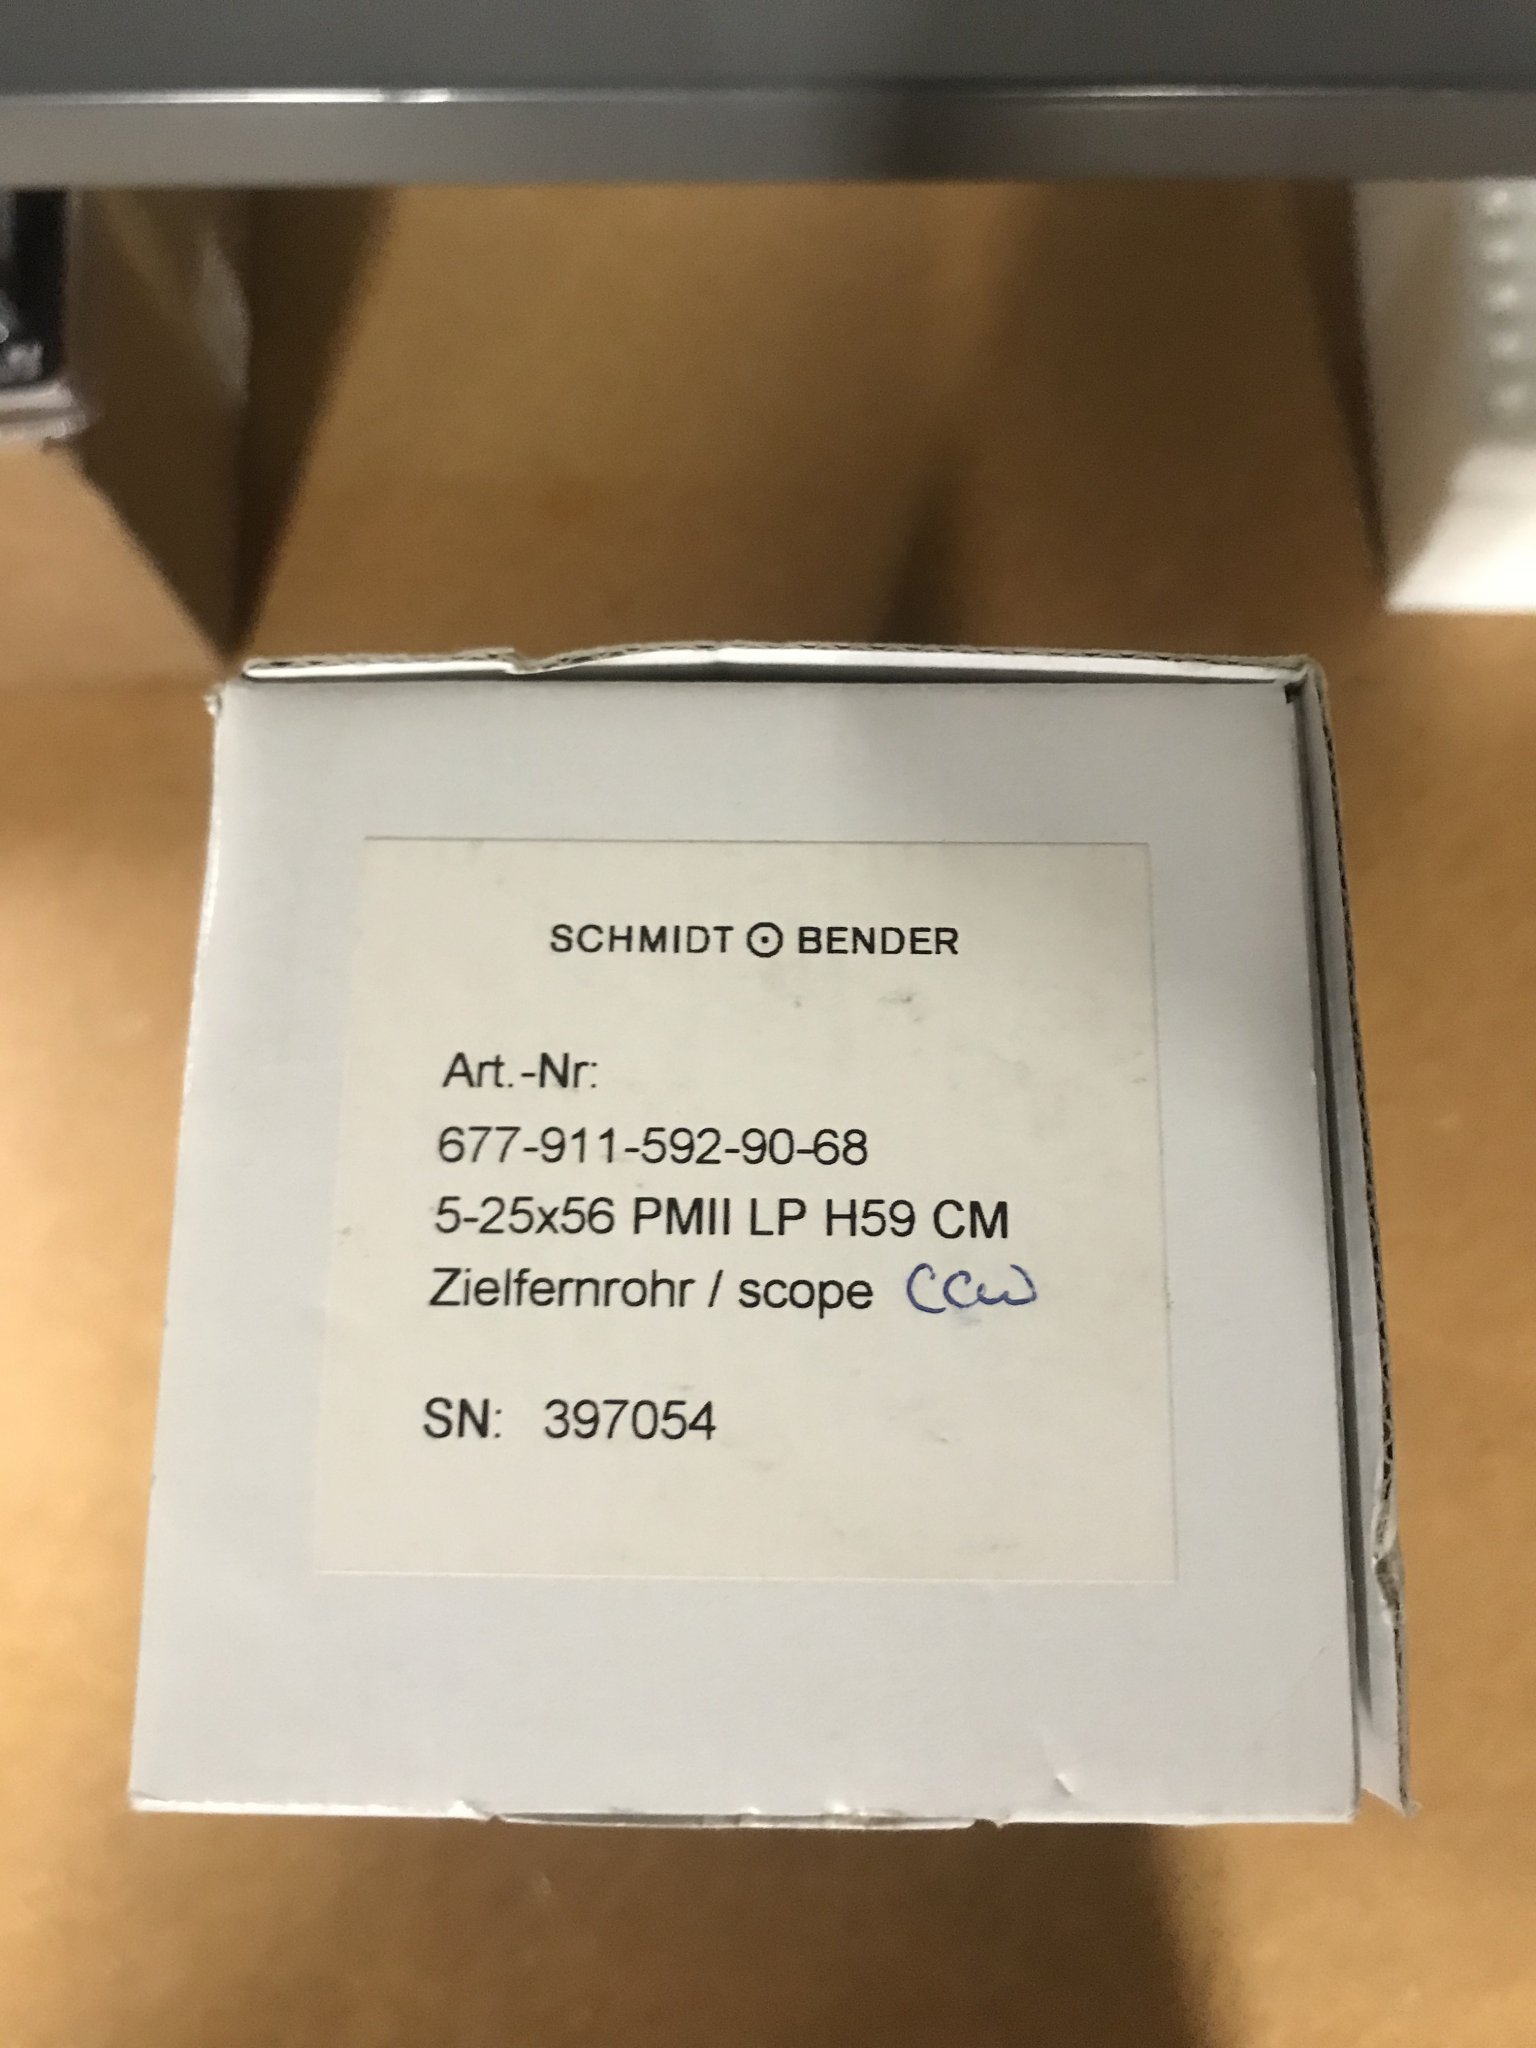 SCHMIDT BENDER
Art.-Nr:
677-911-592-90-68
5-25x56 PMII LP H59 CM
Zielfernrohr / scope CCW
SN: 397054